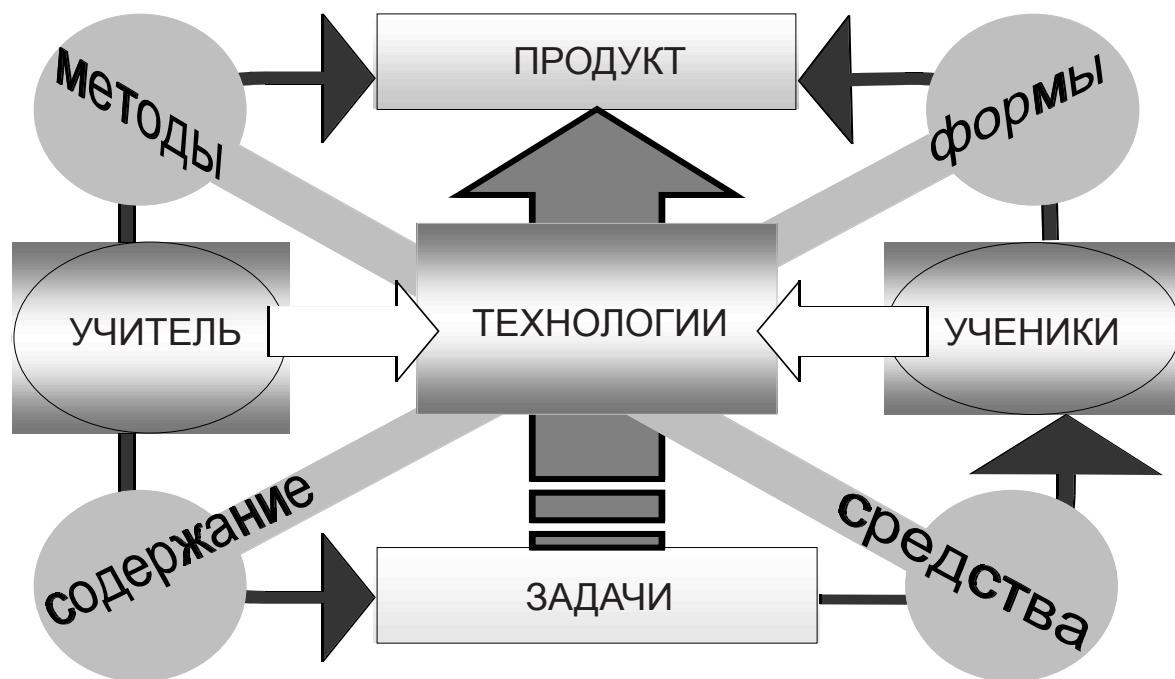 методы
ПРОДУКТ
формы
УЧИТЕЛЬ
ТЕХНОЛОГИИ
УЧЕНИКИ
содержание
ЗАДАЧИ
средства